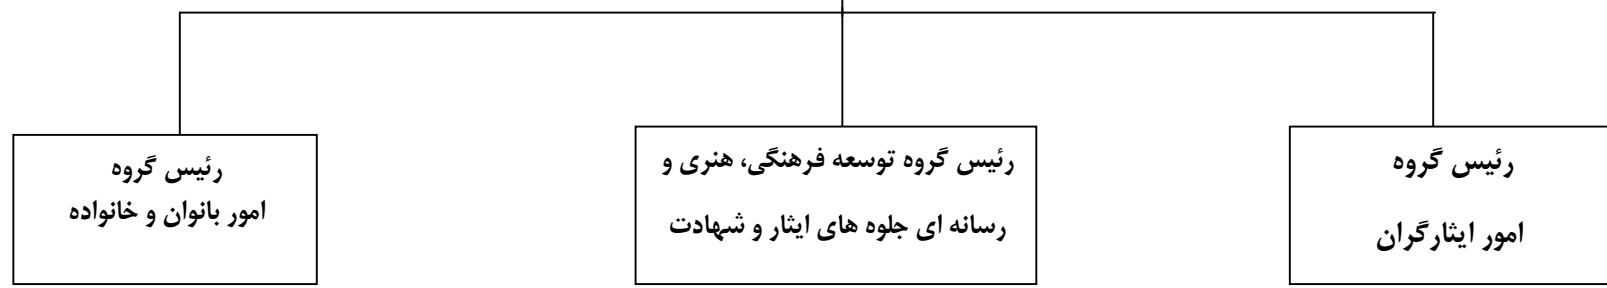 رئیس گروه
امور ایثارگران
رئیس گروه توسعه فرهنگی، هنری و
رسانه ای جلوه های ایثار و شهادت
رئیس گروه
امور بانوان و خانواده